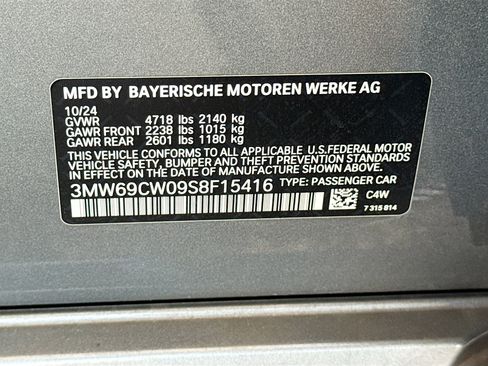 MFD BY BAYERISCHE MOTOREN WERKE AG
10/24
GVWR 4718 lbs 2140 kg
GAWR FRONT 2238 lbs 1015 kg
GAWR REAR 2601 lbs 1180 kg
THIS VEHICLE CONFORMS TO ALL APPLICABLE U.S.FEDERAL
MOTOR VEHICLE SAFETY, BUMPER, AND THEFT PREVENTION
STANDARDS IN EFFECT ON THE DATE OF MANUFACTURE SHOWN
ABOVE.
3MW69CW09S8F15416 TYPE: PASSENGER CAR
C4W
7 315 814